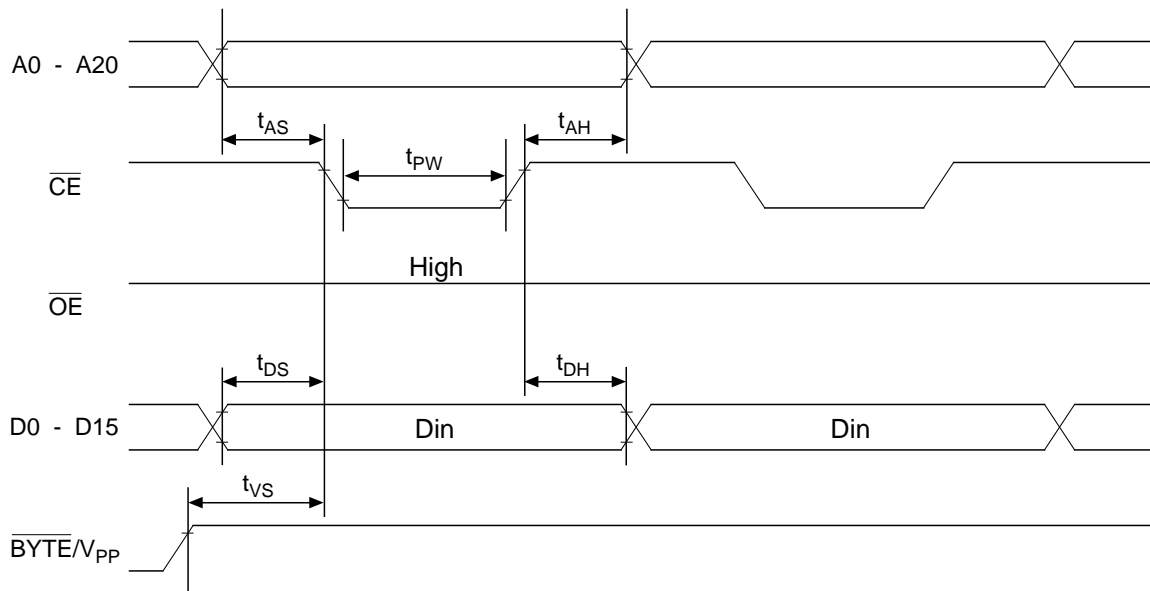 A0 - A20
tAS
tAH
tPW
CE
High
OE
tDS
tDH
D0 - D15
Din
Din
tVS
BYTE/VPP